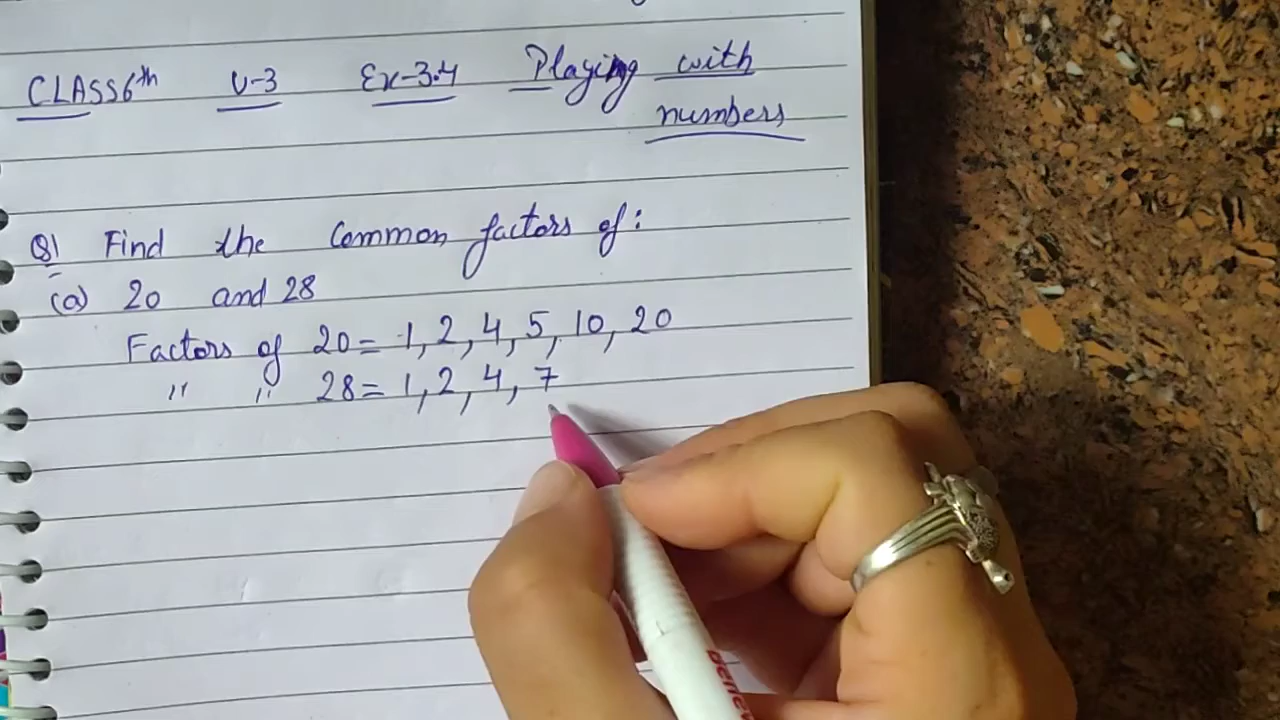 CLASS 6th U-3 Ex-3.4 Playing with
numbers
Q1 Find the Common factors of:
(a) 20 and 28
Factors of 20 = 1, 2, 4, 5, 10, 20
" " 28 = 1, 2, 4, 7